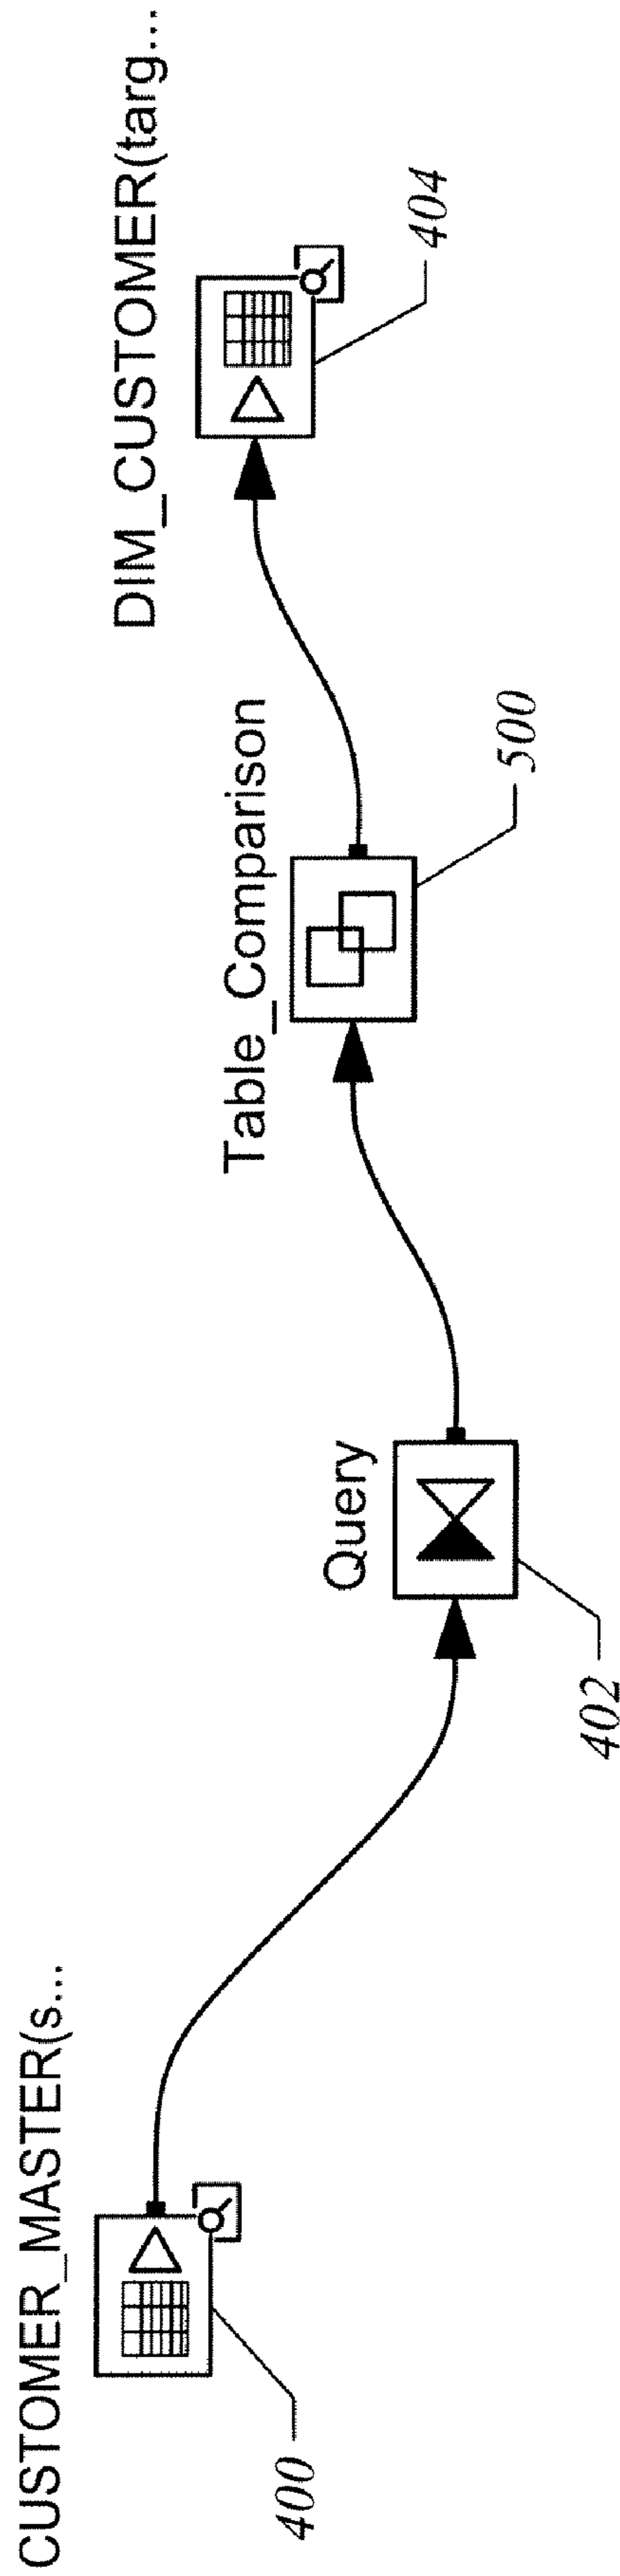 CUSTOMER_MASTER(s...
400
Query
402
Table_Comparison
500
DIM_CUSTOMER(targ...
404